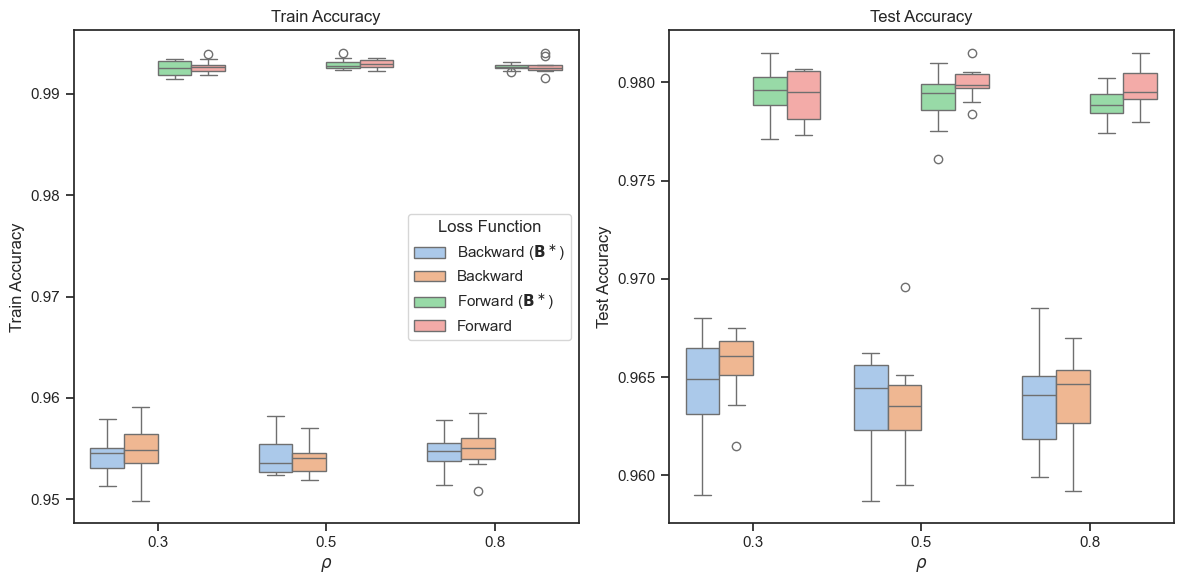 Train Accuracy
Train Accuracy
0.99
0.98
0.97
0.96
0.95
0.3
0.5
0.8
ρ
Loss Function
Backward (B*)
Backward
Forward (B*)
Forward
Test Accuracy
Test Accuracy
0.980
0.975
0.970
0.965
0.960
0.3
0.5
0.8
ρ